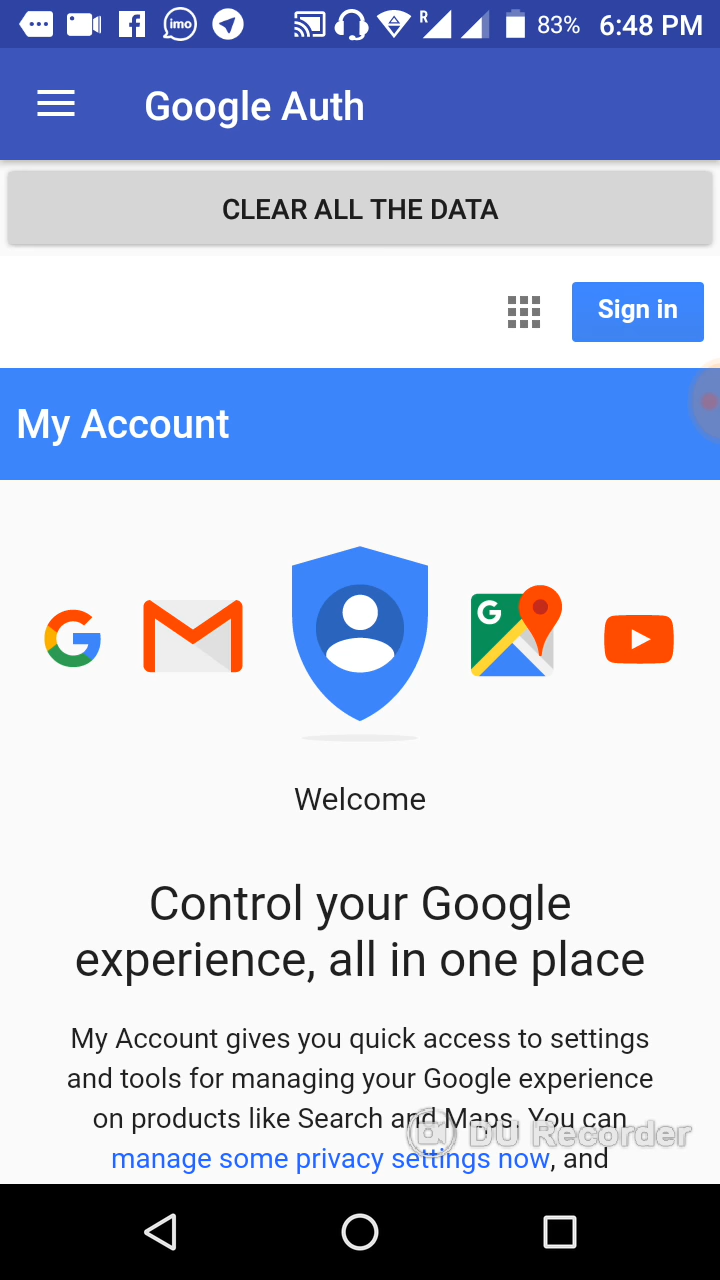 imo
R
83%
6:48 PM
Google Auth
CLEAR ALL THE DATA
Sign in
My Account
G
G
Welcome
Control your Google
experience, all in one place
My Account gives you quick access to settings
and tools for managing your Google experience
on products like Search and Maps. You can
DU Recorder
manage some privacy settings now, and